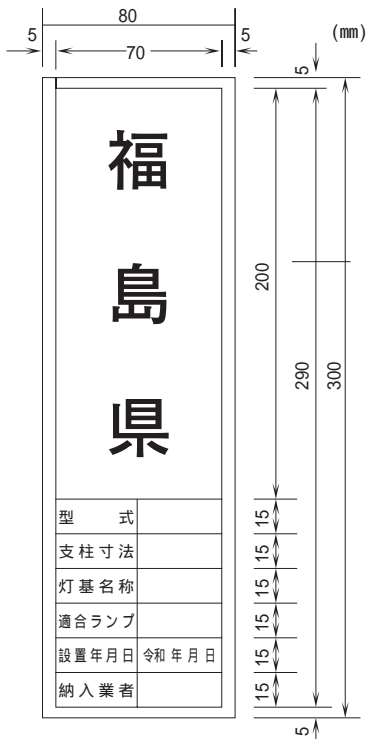 80
5 70 5 (mm)
5
福
島
県
200
290
300
型 式
15
支柱寸法
15
灯基名称
15
適合ランプ
15
設置年月日 令和 年 月 日
15
納入業者
15
5